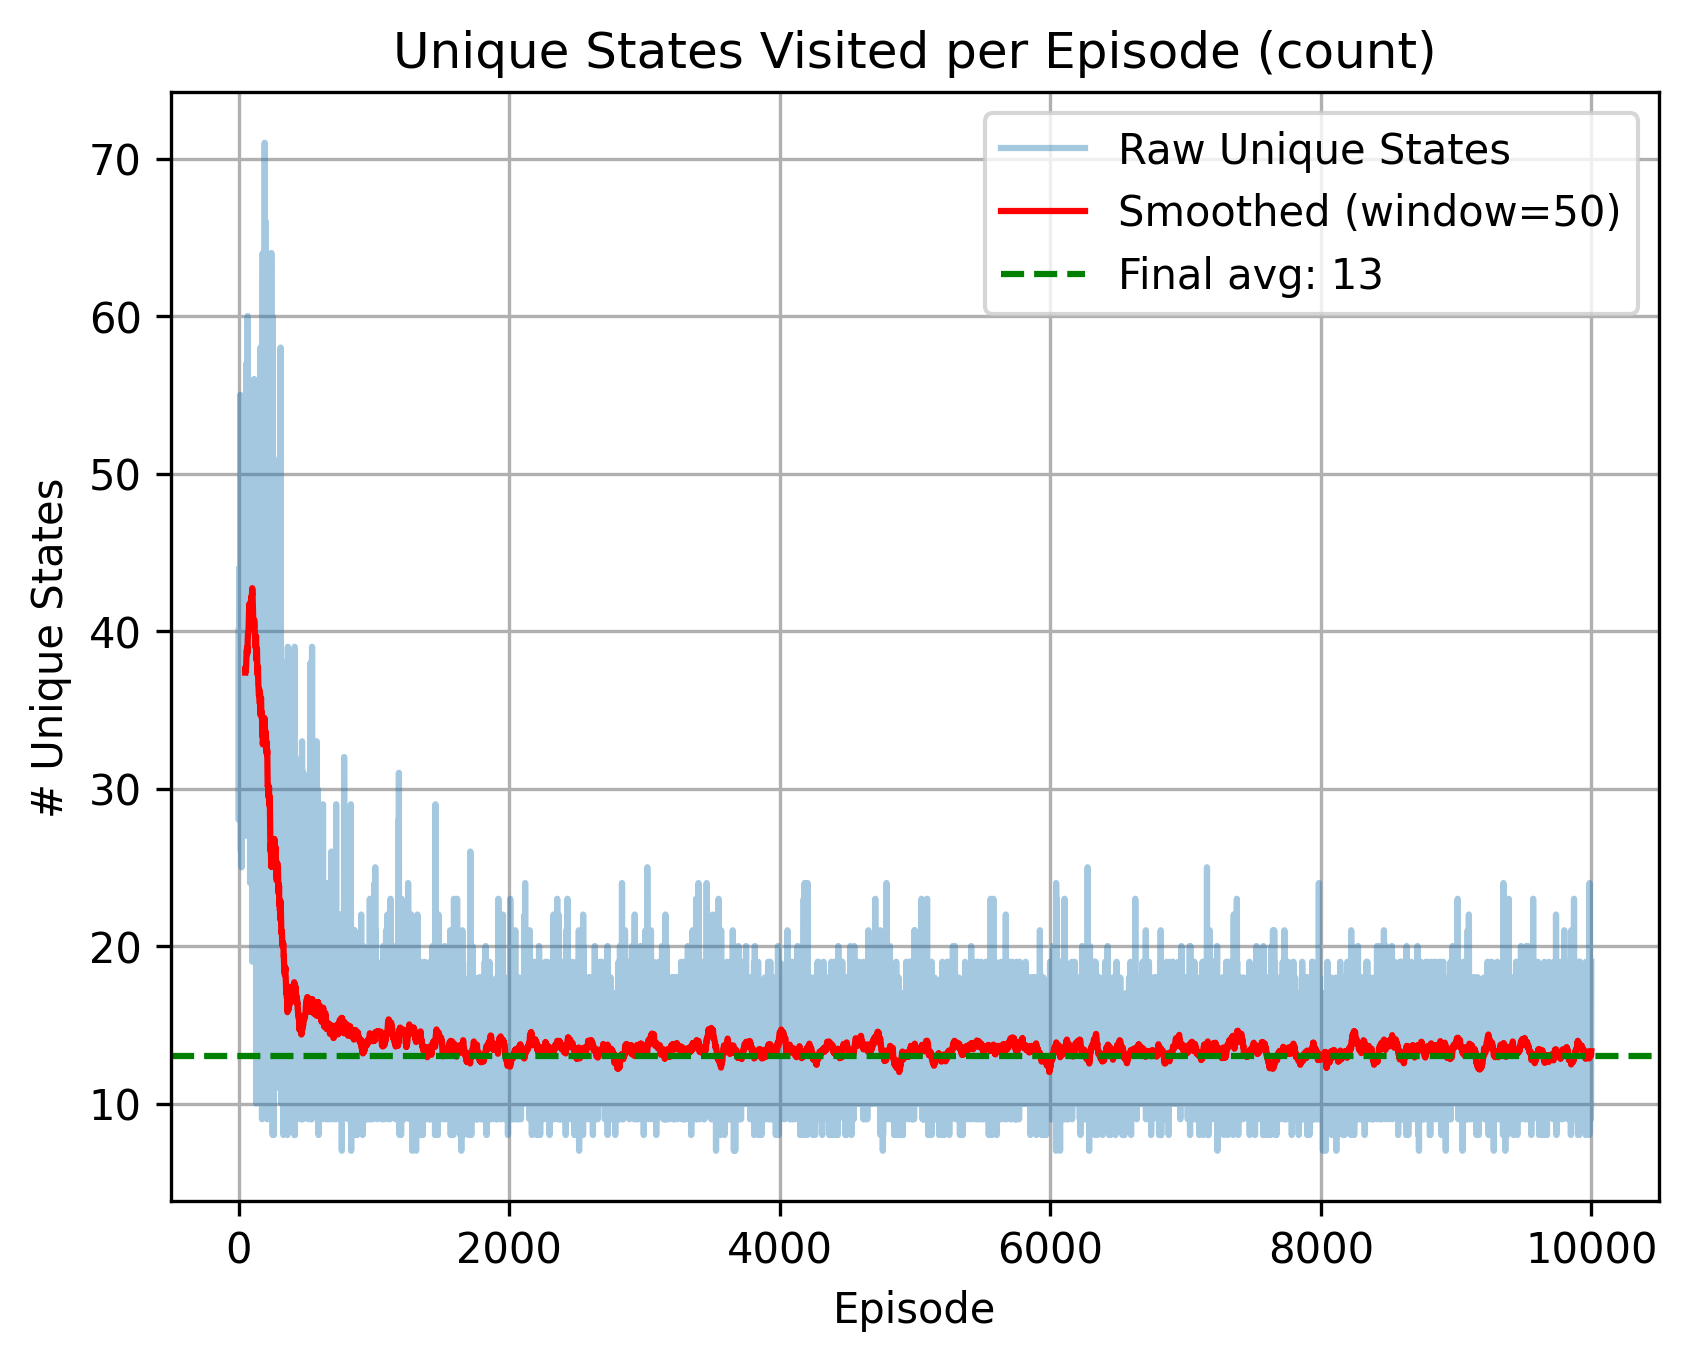 Unique States Visited per Episode (count)
Raw Unique States
Smoothed (window=50)
Final avg: 13
# Unique States
70
60
50
40
30
20
10
0 2000 4000 6000 8000 10000
Episode